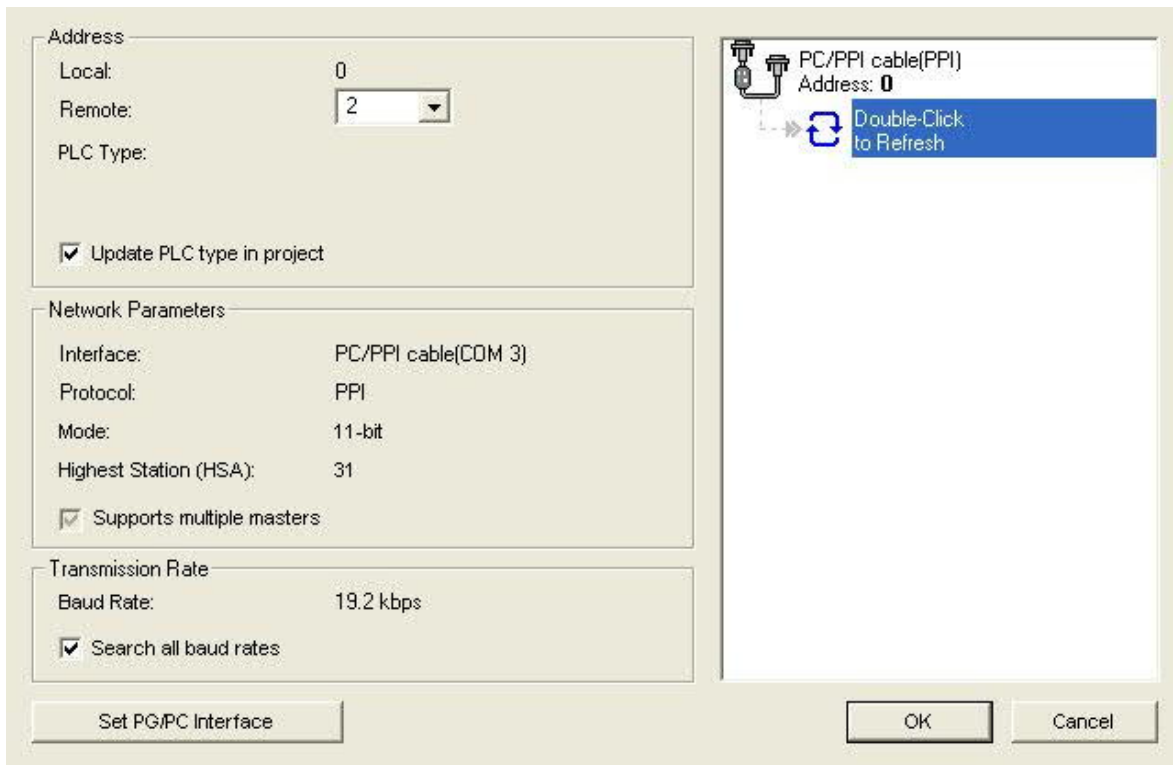 Address
Local: 0
Remote: 2
PLC Type:
Update PLC type in project
Network Parameters
Interface: PC/PPI cable(COM 3)
Protocol: PPI
Mode: 11-bit
Highest Station (HSA): 31
Supports multiple masters
Transmission Rate
Baud Rate: 19.2 kbps
Search all baud rates
Set PG/PC Interface
PC/PPI cable(PPI)
Address: 0
Double-Click
to Refresh
OK
Cancel